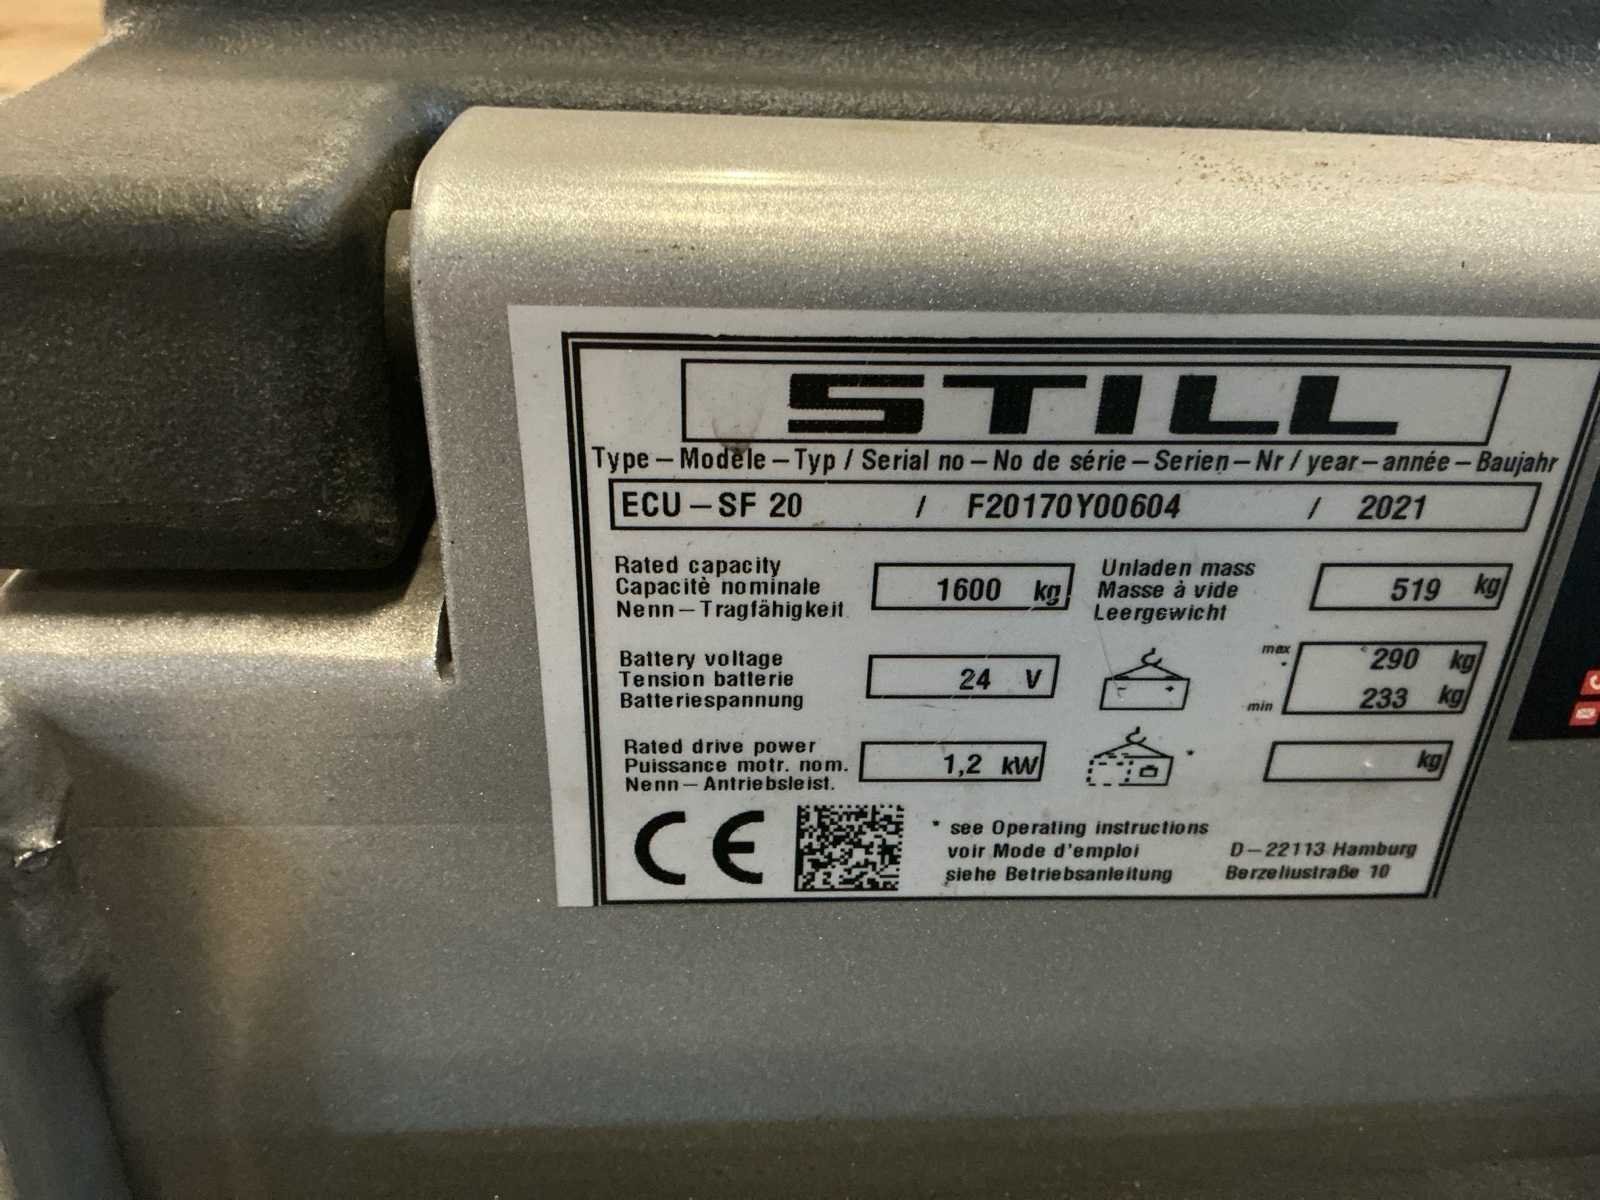 STILL
Type – Modèle – Typ / Serial no – No de série – Serien – Nr / year – année – Baujahr
ECU – SF 20 / F20170Y00604 / 2021
Rated capacity
Capacitè nominale
Nenn – Tragfähigkeit
1600 kg
Unladen mass
Masse à vide
Leergewicht
519 kg
Battery voltage
Tension batterie
Batteriespannung
24 V
max 290 kg
min 233 kg
Rated drive power
Puissance motr. nom.
Nenn – Antriebsleist.
1,2 kW
*
kg
CE
* see Operating instructions
voir Mode d'emploi
siehe Betriebsanleitung
D – 22113 Hamburg
Berzeliustraße 10